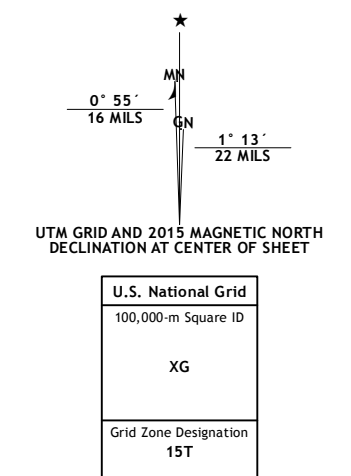 ★
MN
0° 55´
16 MILS
GN
1° 13´
22 MILS
UTM GRID AND 2015 MAGNETIC NORTH
DECLINATION AT CENTER OF SHEET
U.S. National Grid
100,000-m Square ID
XG
Grid Zone Designation
15T